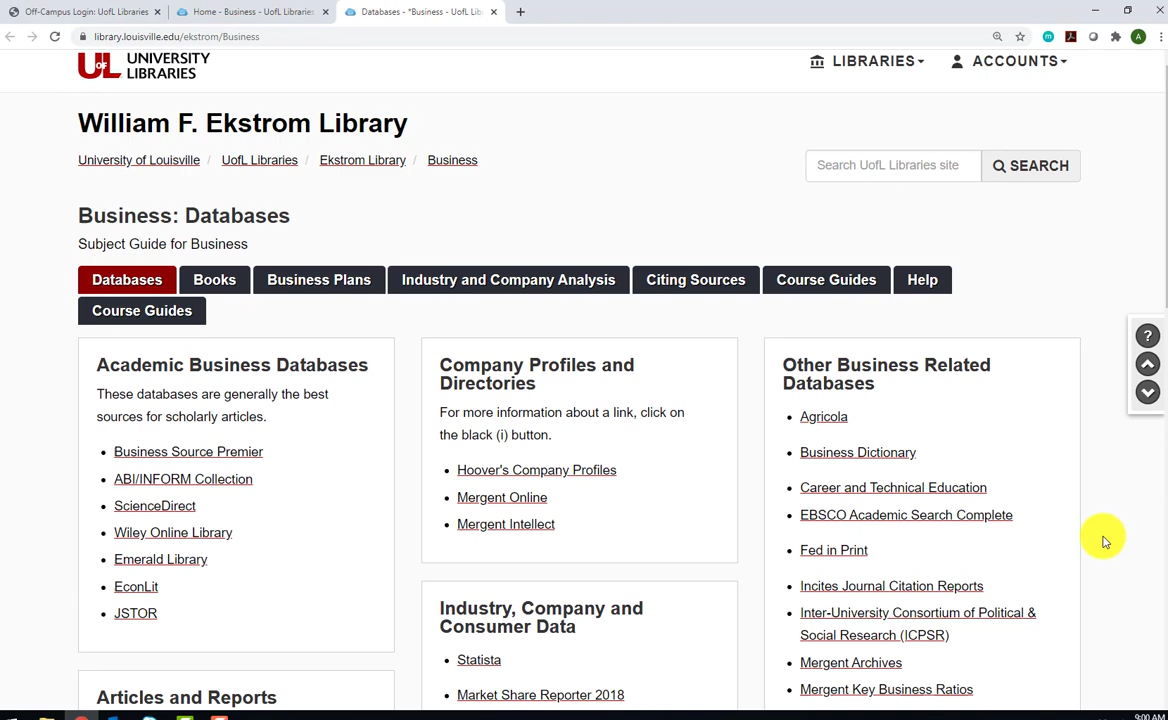 Off-Campus Login: UofL Libraries
Home - Business - UofL Libraries
Databases - *Business - UofL Lib
library.louisville.edu/ekstrom/Business
A
UL OF
UNIVERSITY
LIBRARIES
LIBRARIES
ACCOUNTS
William F. Ekstrom Library
University of Louisville / UofL Libraries / Ekstrom Library / Business
Search UofL Libraries site
SEARCH
Business: Databases
Subject Guide for Business
Databases
Books
Business Plans
Industry and Company Analysis
Citing Sources
Course Guides
Help
Course Guides
Academic Business Databases
These databases are generally the best
sources for scholarly articles.
• Business Source Premier
• ABI/INFORM Collection
• ScienceDirect
• Wiley Online Library
• Emerald Library
• EconLit
• JSTOR
Articles and Reports
Company Profiles and
Directories
For more information about a link, click on
the black (i) button.
• Hoover's Company Profiles
• Mergent Online
• Mergent Intellect
Industry, Company and
Consumer Data
• Statista
• Market Share Reporter 2018
Other Business Related
Databases
• Agricola
• Business Dictionary
• Career and Technical Education
• EBSCO Academic Search Complete
• Fed in Print
• Incites Journal Citation Reports
• Inter-University Consortium of Political &
Social Research (ICPSR)
• Mergent Archives
• Mergent Key Business Ratios
?
9:00 AM